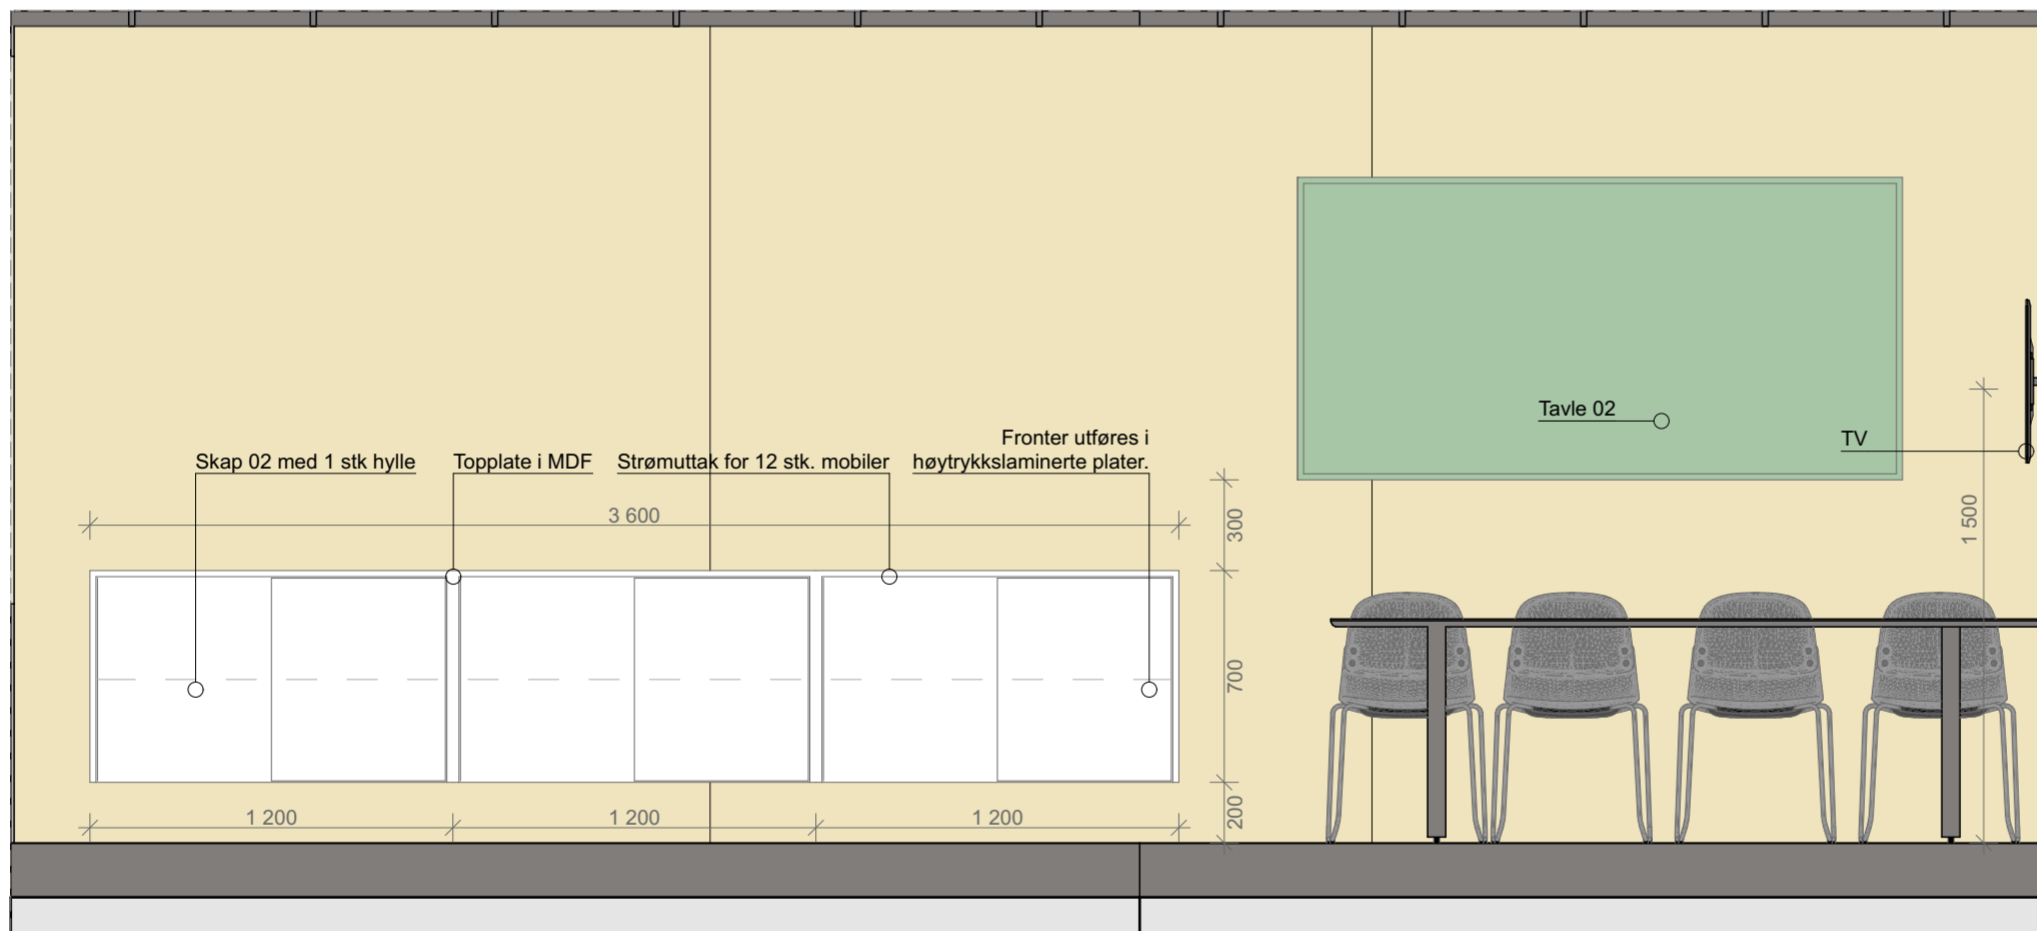 Tavle 02
TV
Skap 02 med 1 stk hylle
Topplate i MDF
Strømuttak for 12 stk. mobiler
Fronter utføres i
høytrykkslaminerte plater.
3 600
300
1 500
700
1 200
1 200
1 200
200